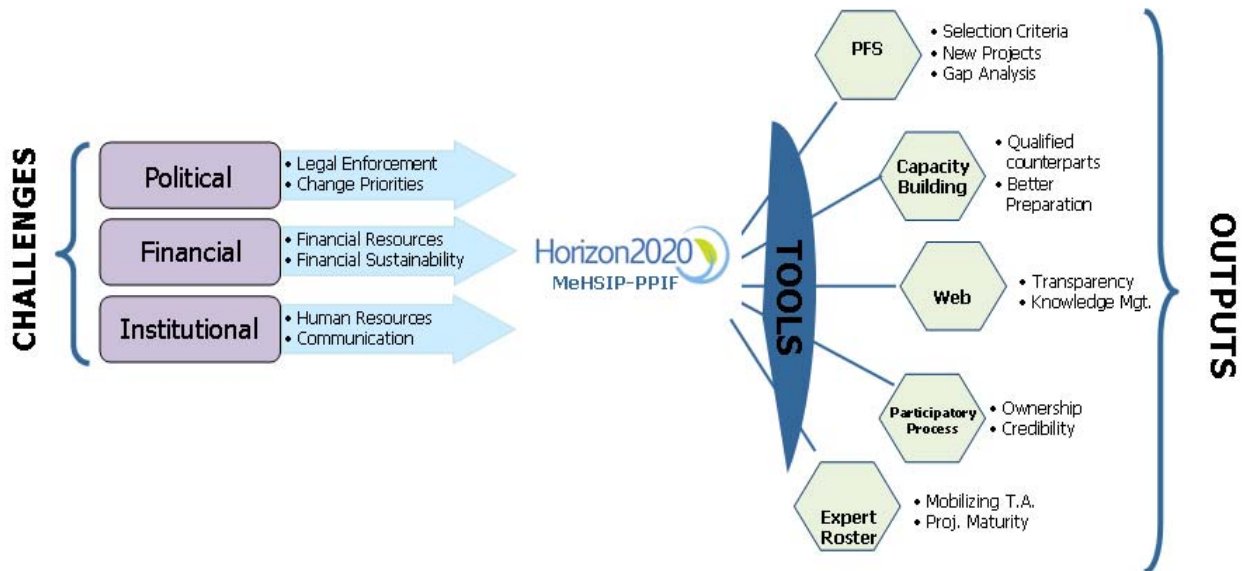 CHALLENGES
Political
• Legal Enforcement
• Change Priorities
Financial
• Financial Resources
• Financial Sustainability
Institutional
• Human Resources
• Communication
Horizon2020
MeHSIP-PPIF
TOOLS
PFS
• Selection Criteria
• New Projects
• Gap Analysis
Capacity
Building
• Qualified
counterparts
• Better
Preparation
Web
• Transparency
• Knowledge Mgt.
Participatory
Process
• Ownership
• Credibility
Expert
Roster
• Mobilizing T.A.
• Proj. Maturity
OUTPUTS